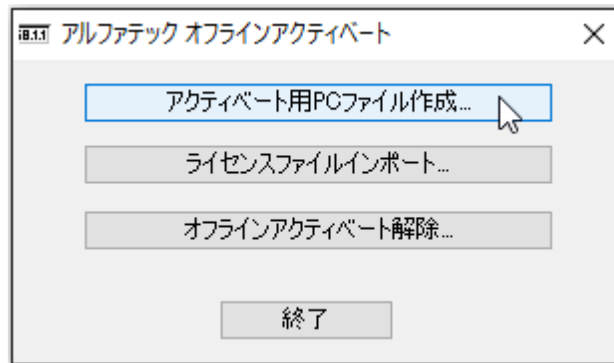 アルファテック オフラインアクティベート
アクティベート用PCファイル作成...
ライセンスファイルインポート...
オフラインアクティベート解除...
終了